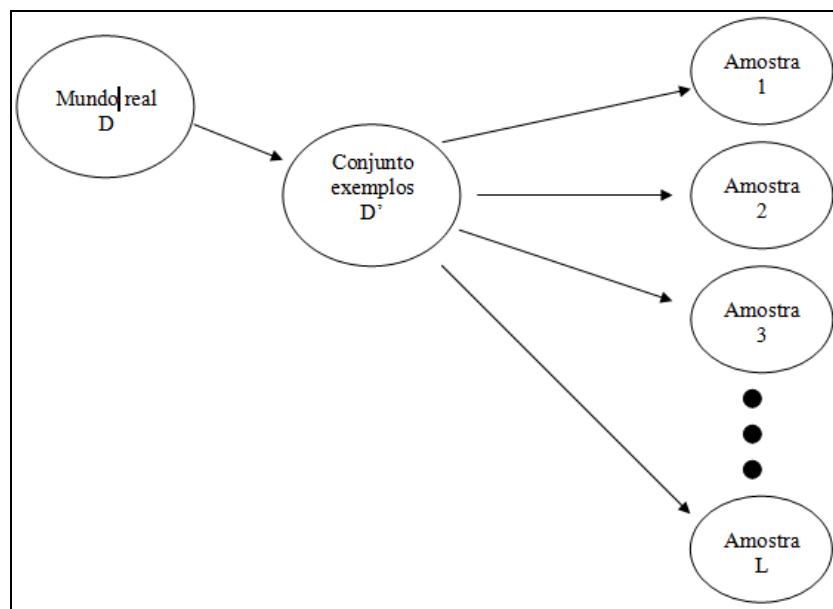 Mundo real
D
Conjunto
exemplos
D’
Amostra
1
Amostra
2
Amostra
3
Amostra
L